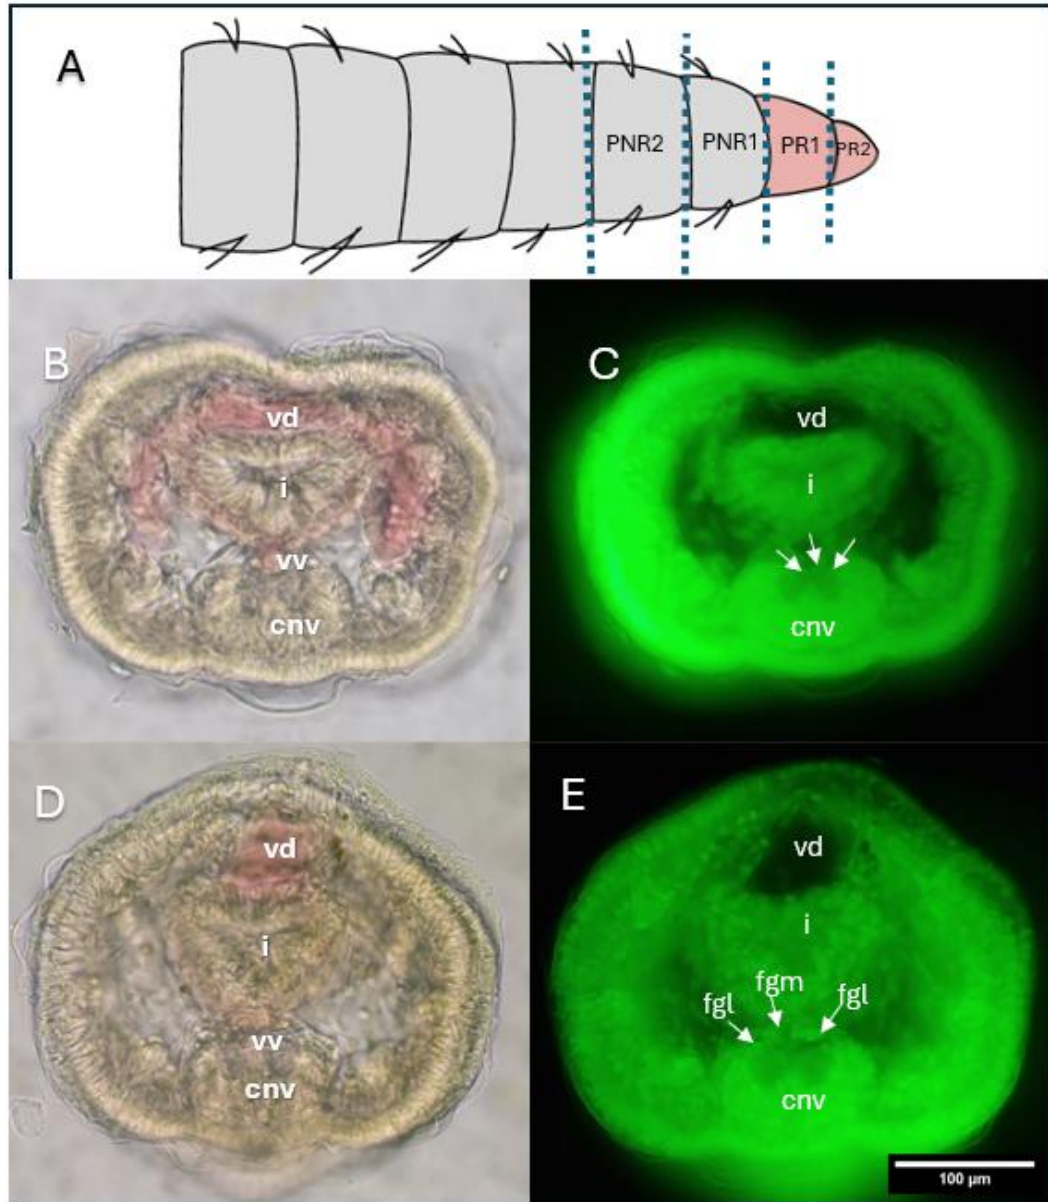 A
PNR2
PNR1
PR1
PR2
B
vd
i
vv
cnv
C
vd
i
cnv
D
vd
i
vv
cnv
E
vd
i
fgm
fgl
fgl
cnv
100 µm